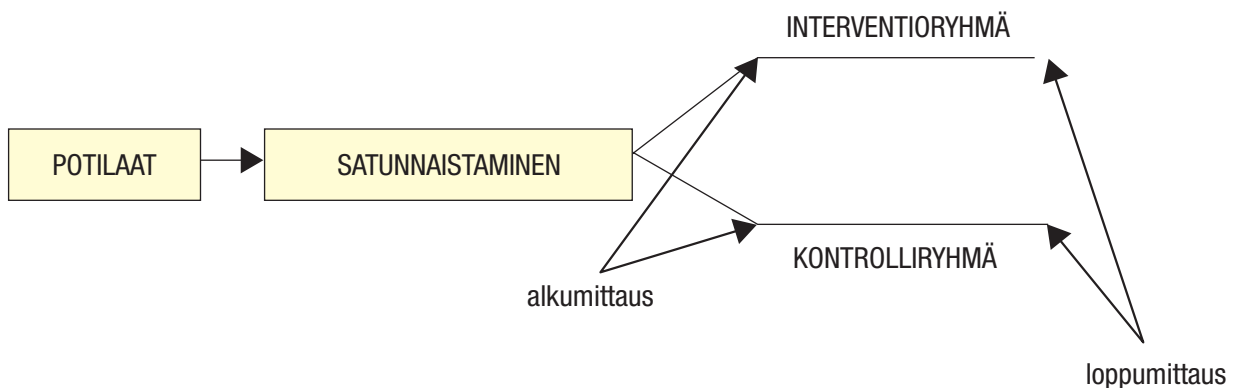 INTERVENTIORYHMÄ
POTILAAT
SATUNNAISTAMINEN
KONTROLLIRYHMÄ
alkumittaus
loppumittaus